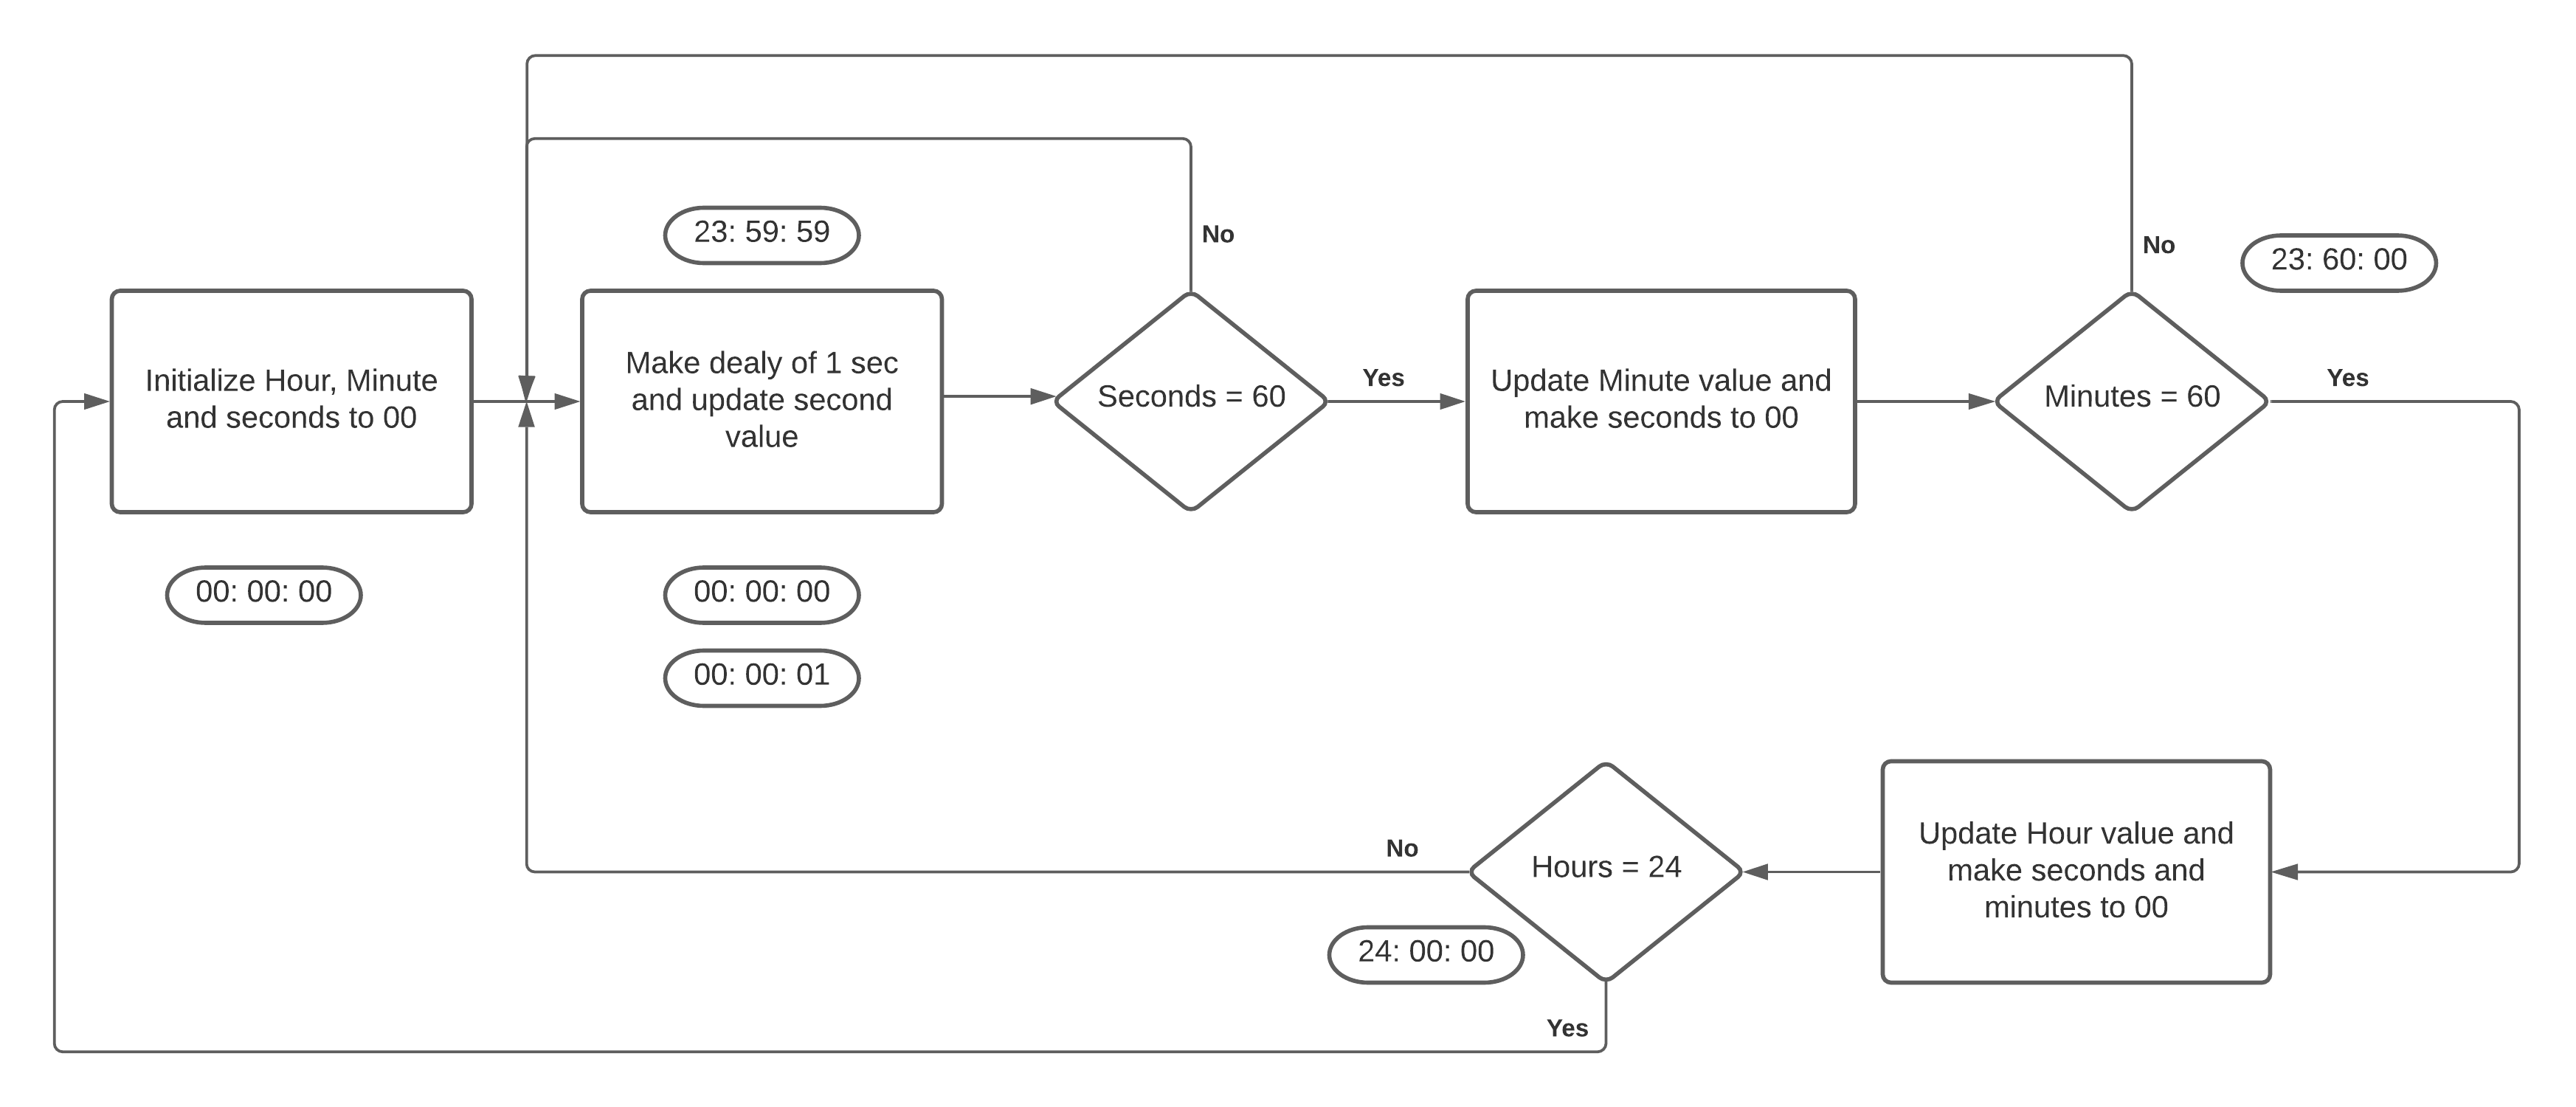 23: 59: 59
No
No
23: 60: 00
Initialize Hour, Minute
and seconds to 00
Make dealy of 1 sec
and update second
value
Seconds = 60
Yes
Update Minute value and
make seconds to 00
Minutes = 60
Yes
00: 00: 00
00: 00: 00
00: 00: 01
No
Hours = 24
Update Hour value and
make seconds and
minutes to 00
24: 00: 00
Yes